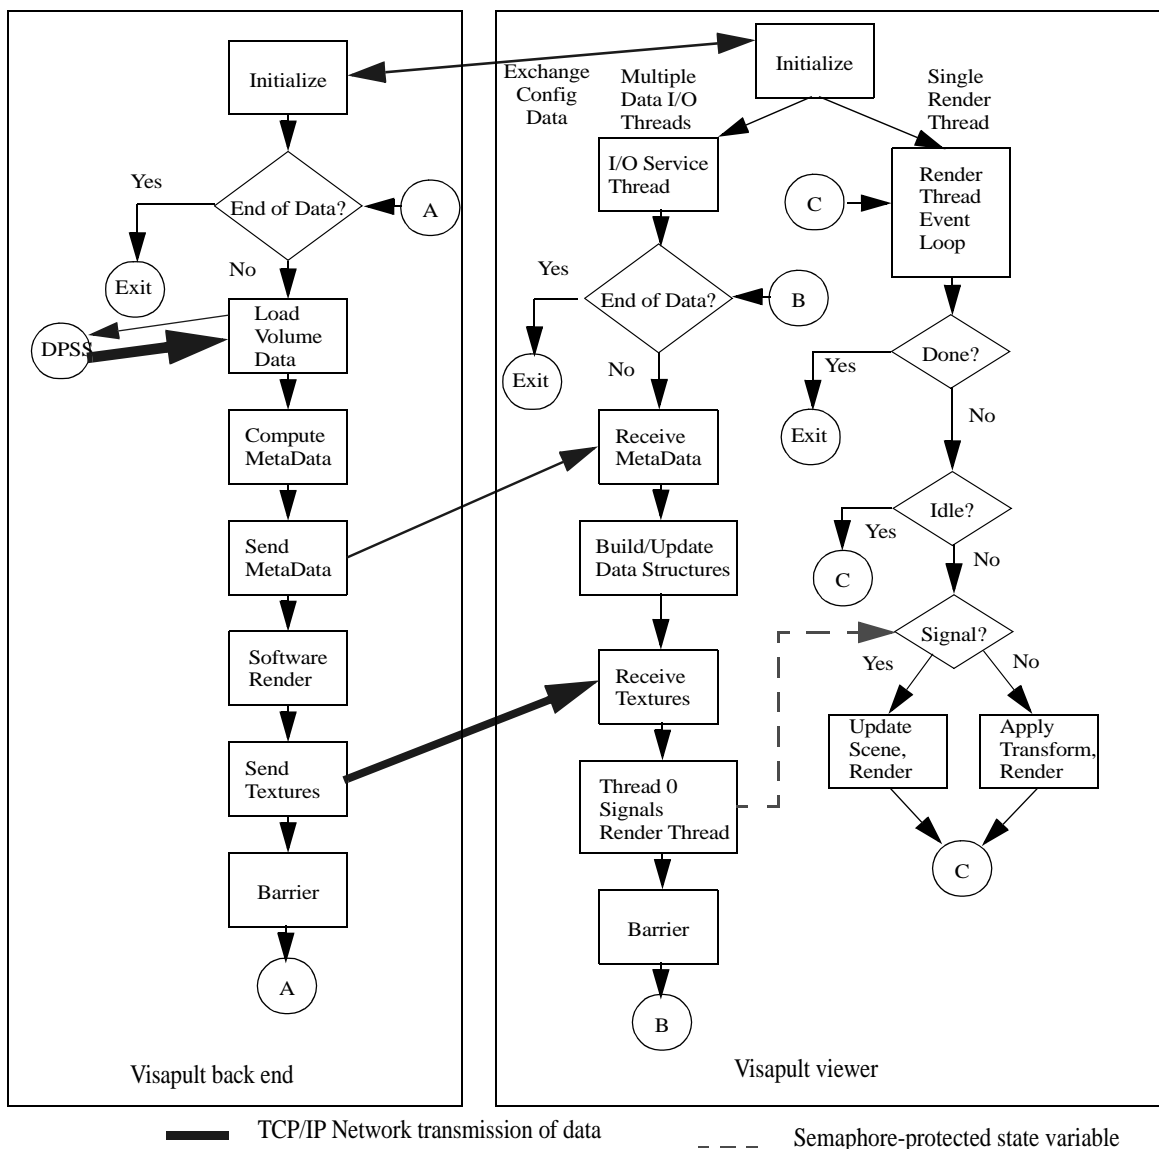 Initialize
Yes
End of Data?
A
No
Exit
Load
Volume
Data
DPSS
Compute
MetaData
Send
MetaData
Software
Render
Send
Textures
Barrier
A
Visapult back end
Exchange
Config
Data
Initialize
Multiple
Data I/O
Threads
Single
Render
Thread
I/O Service
Thread
Yes
End of Data?
B
Exit
No
Receive
MetaData
Build/Update
Data Structures
Receive
Textures
Thread 0
Signals
Render Thread
Barrier
B
C
Render
Thread
Event
Loop
Done?
Yes
Exit
No
Idle?
Yes
C
No
Signal?
Yes
No
Update
Scene,
Render
Apply
Transform,
Render
C
Visapult viewer
TCP/IP Network transmission of data
Semaphore-protected state variable